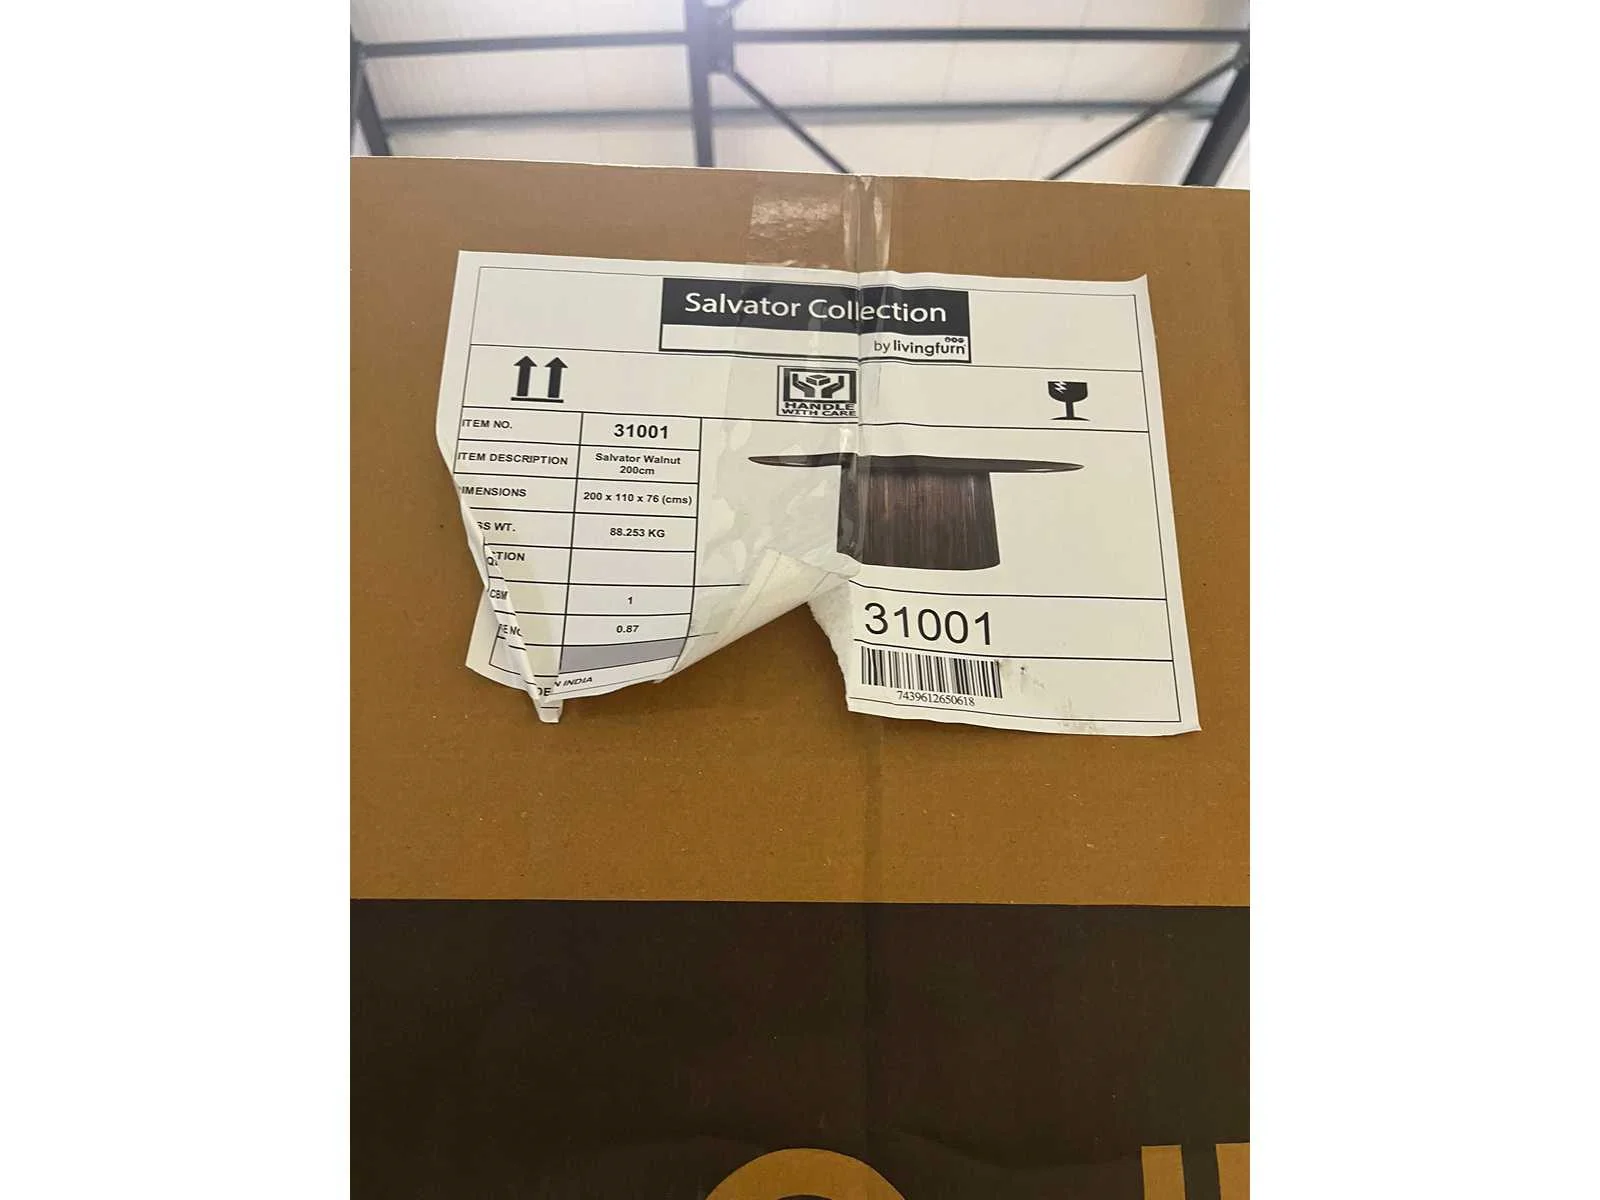 Salvator Collection
by livingfurn
HANDLE
WITH CARE
ITEM NO. 31001
ITEM DESCRIPTION Salvator Walnut
200cm
IMENSIONS 200 x 110 x 76 (cms)
SS WT. 88.253 KG
CTION
CBM 1
0.87
N INDIA
31001
7439612650618